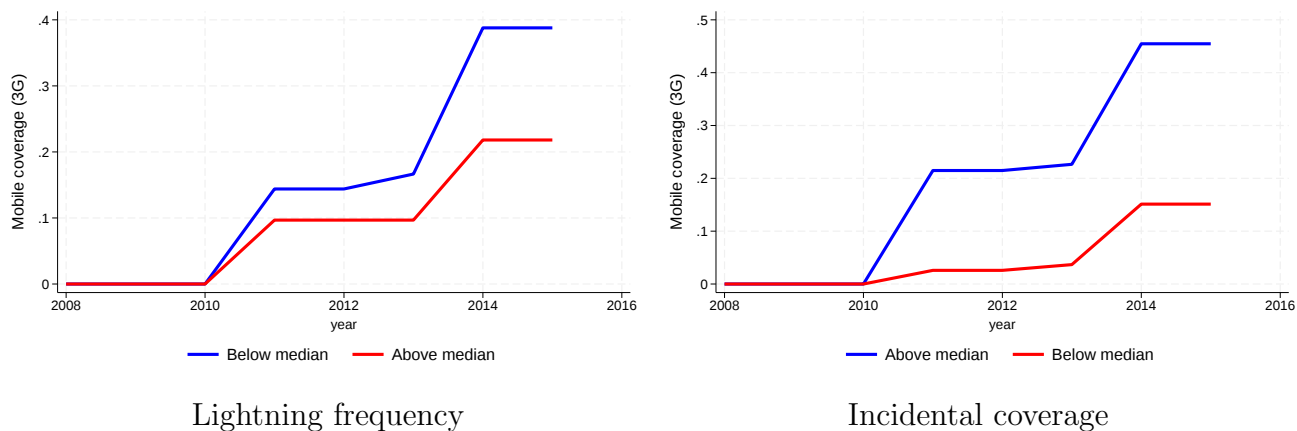 Mobile coverage (3G)
.4
.3
.2
.1
0
2008 2010 2012 2014 2016
year
Below median Above median
Lightning frequency
Mobile coverage (3G)
.5
.4
.3
.2
.1
0
2008 2010 2012 2014 2016
year
Above median Below median
Incidental coverage